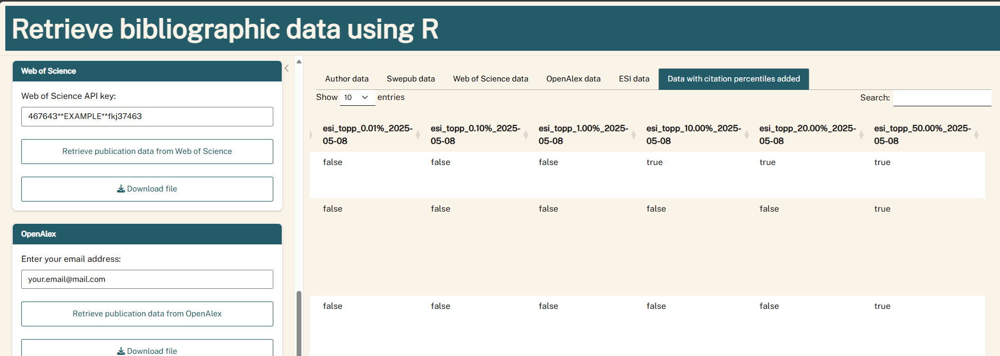 Retrieve bibliographic data using R
Web of Science
Web of Science API key:
467643**EXAMPLE**fkj37463
Retrieve publication data from Web of Science
Download file
OpenAlex
Enter your email address:
your.email@mail.com
Retrieve publication data from OpenAlex
Download file
Author data Swepub data Web of Science data OpenAlex data ESI data Data with citation percentiles added
Show 10 entries Search:
esi_topp_0.01%_2025- esi_topp_0.10%_2025- esi_topp_1.00%_2025- esi_topp_10.00%_2025- esi_topp_20.00%_2025- esi_topp_50.00%_2025-
05-08 05-08 05-08 05-08 05-08 05-08
false false false true true true
false false false false false true
false false false false false true